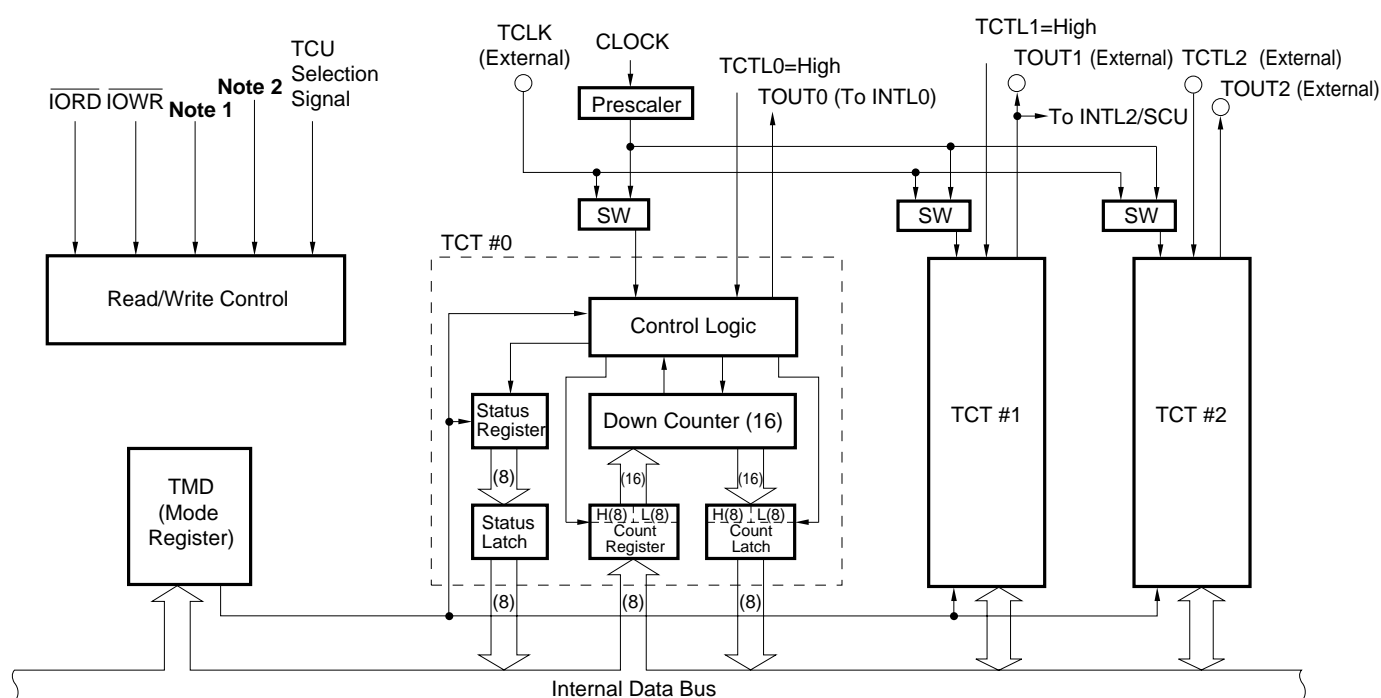 TCLK
(External)
CLOCK
Prescaler
TCTL0=High
TOUT0 (To INTL0)
TCTL1=High
TOUT1 (External)
TCTL2 (External)
TOUT2 (External)
To INTL2/SCU
IORD
IOWR
Note 1
Note 2
TCU
Selection
Signal
Read/Write Control
SW
SW
SW
TCT #0
Control Logic
Status
Register
Down Counter (16)
(8)
(16)
(16)
Status
Latch
H(8) L(8)
Count
Register
H(8) L(8)
Count
Latch
TCT #1
TCT #2
TMD
(Mode
Register)
(8)
(8)
(8)
Internal Data Bus